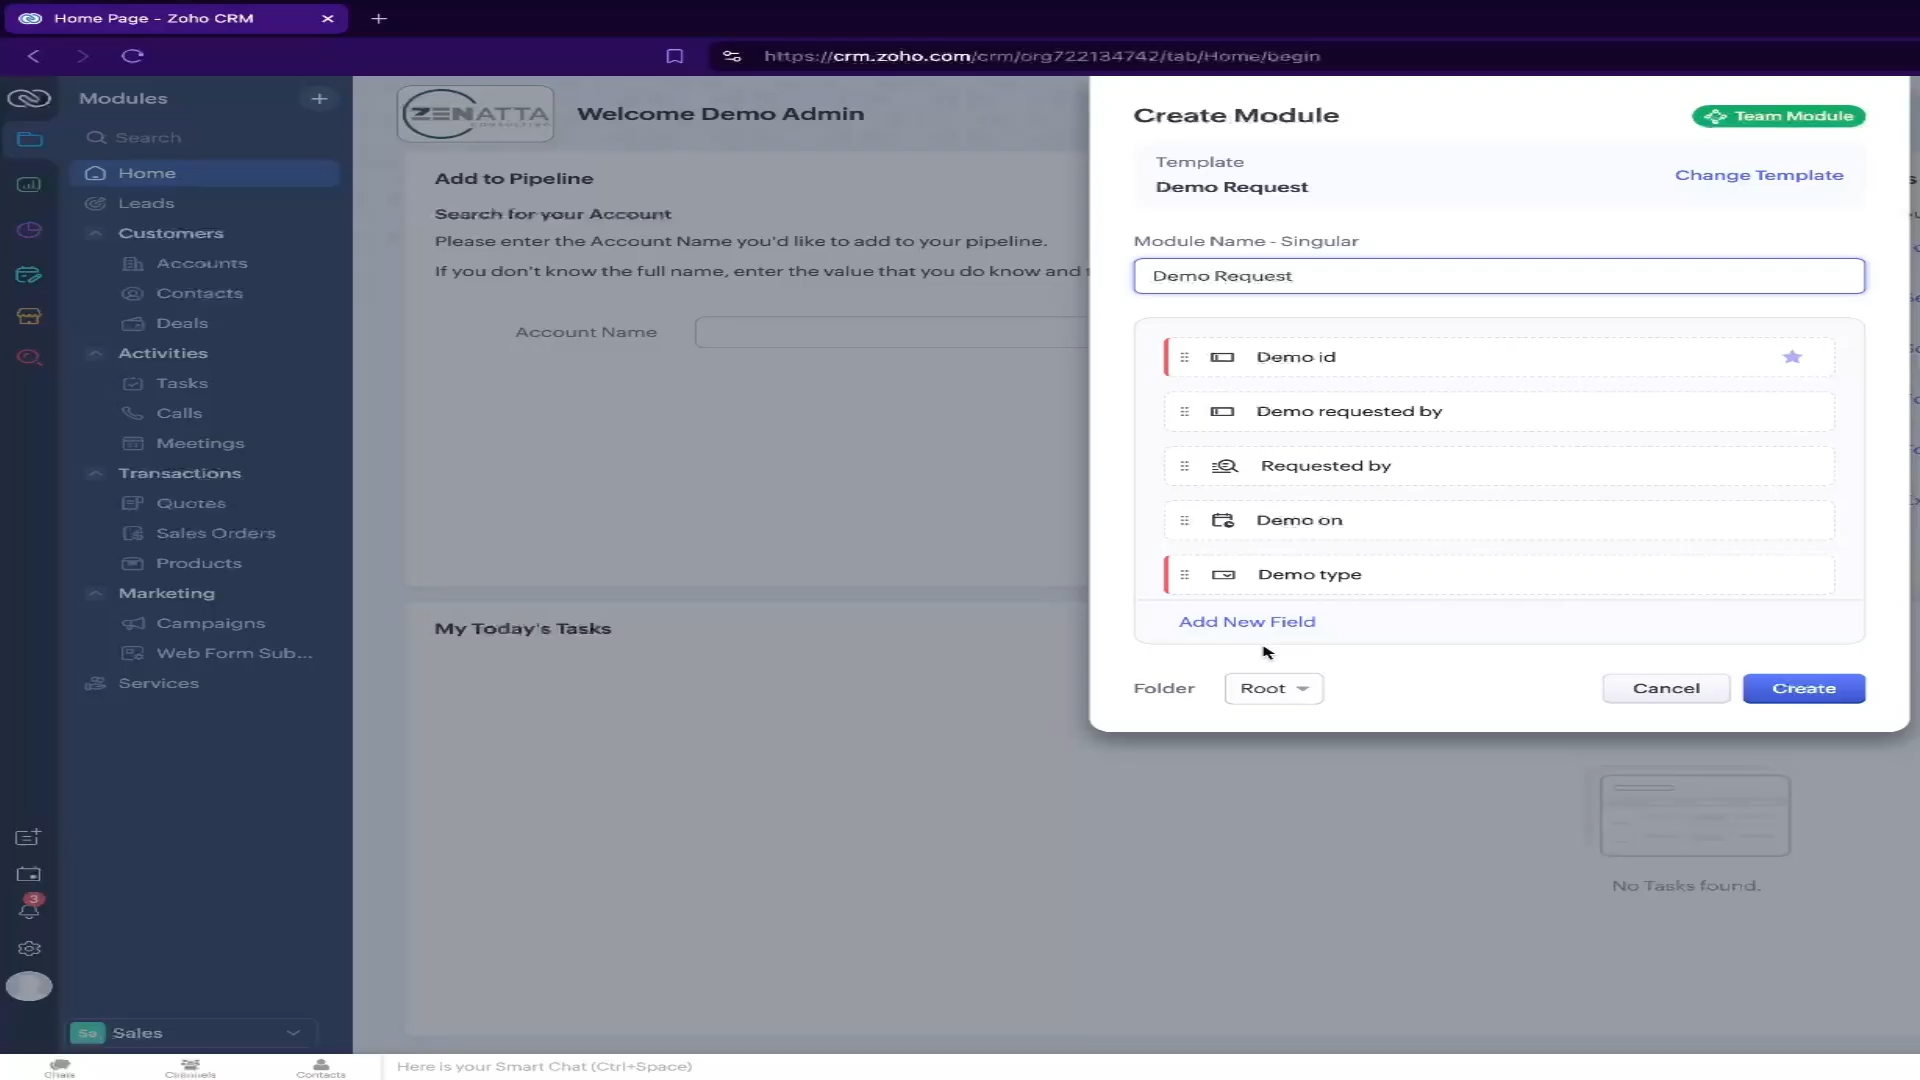 Home Page - Zoho CRM
https://crm.zoho.com/crm/org722134742/tab/Home/begin
Modules
Search
Home
Leads
Customers
Accounts
Contacts
Deals
Activities
Tasks
Calls
Meetings
Transactions
Quotes
Sales Orders
Products
Marketing
Campaigns
Web Form Sub...
Services
3
Sa Sales
Chats
Channels
Contacts
Here is your Smart Chat (Ctrl+Space)
ZENATTA
CONSULTING
Welcome Demo Admin
Add to Pipeline
Search for your Account
Please enter the Account Name you'd like to add to your pipeline.
If you don't know the full name, enter the value that you do know and
Account Name
My Today's Tasks
No Tasks found.
Create Module
Team Module
Template
Demo Request
Change Template
Module Name - Singular
Demo Request
Demo id
Demo requested by
Requested by
Demo on
Demo type
Add New Field
Folder
Root
Cancel
Create